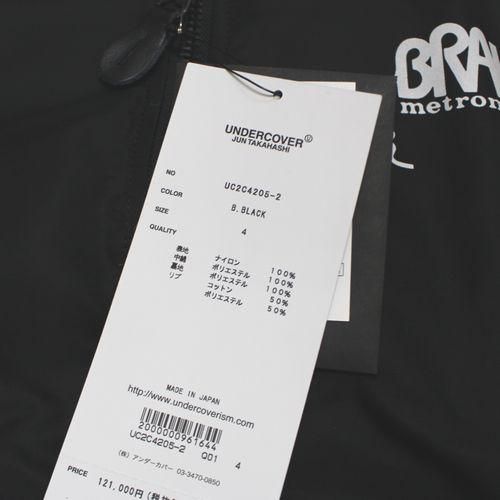 BRA
metron
UNDERCOVER
JUN TAKAHASHI
NO UC2C4205-2
COLOR B.BLACK
SIZE 4
QUALITY
表地 ナイロン 100%
中綿 ポリエステル 100%
裏地 ポリエステル 100%
リブ コットン 50%
ポリエステル 50%
MADE IN JAPAN
http://www.undercoverism.com
2000000961644
UC2C4205-2 Q01 4
(株) アンダーカバー 03-3470-0850
PRICE 121,000円(税抜